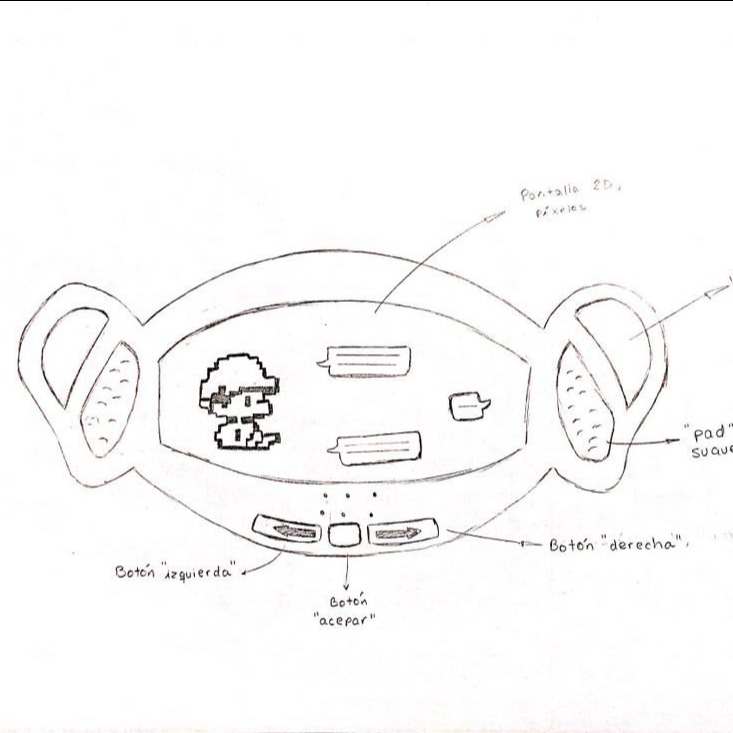 Pantalla 2D,
píxeles
"pad"
suave
Botón "derecha",
Botón "izquierda"
Botón
"acepar"